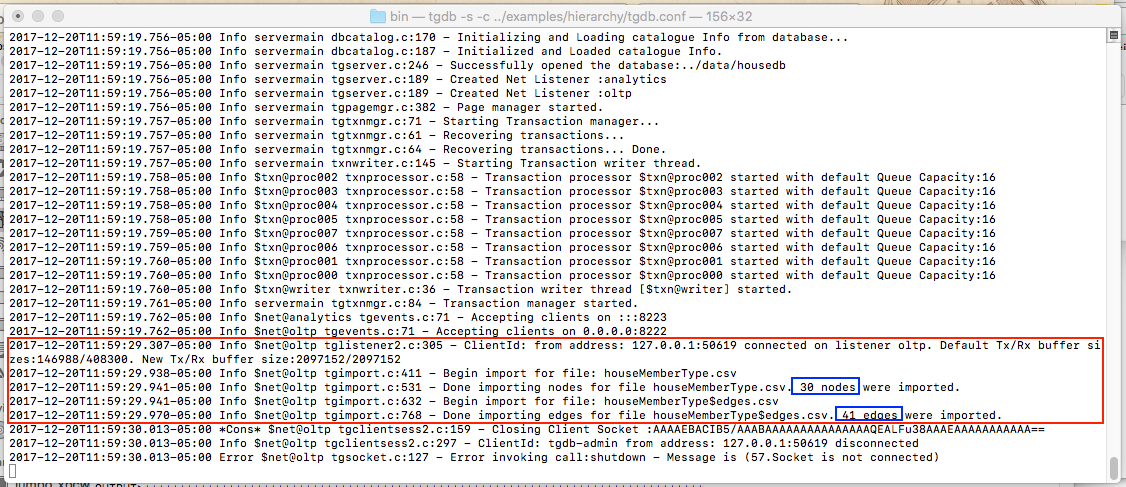 bin — tgdb -s -c ../examples/hierarchy/tgdb.conf — 156×32
2017-12-20T11:59:19.756-05:00 Info servermain dbcatalog.c:170 - Initializing and Loading catalogue Info from database...
2017-12-20T11:59:19.756-05:00 Info servermain dbcatalog.c:187 - Initialized and Loaded catalogue Info.
2017-12-20T11:59:19.756-05:00 Info servermain tgserver.c:246 - Successfully opened the database:../data/housedb
2017-12-20T11:59:19.756-05:00 Info servermain tgserver.c:189 - Created Net Listener :analytics
2017-12-20T11:59:19.756-05:00 Info servermain tgserver.c:189 - Created Net Listener :oltp
2017-12-20T11:59:19.756-05:00 Info servermain tgpagemgr.c:382 - Page manager started.
2017-12-20T11:59:19.757-05:00 Info servermain tgtxnmgr.c:71 - Starting Transaction manager...
2017-12-20T11:59:19.757-05:00 Info servermain tgtxnmgr.c:61 - Recovering transactions...
2017-12-20T11:59:19.757-05:00 Info servermain tgtxnmgr.c:64 - Recovering transactions... Done.
2017-12-20T11:59:19.757-05:00 Info servermain txnwriter.c:145 - Starting Transaction writer thread.
2017-12-20T11:59:19.758-05:00 Info $txn@proc002 txnprocessor.c:58 - Transaction processor $txn@proc002 started with default Queue Capacity:16
2017-12-20T11:59:19.758-05:00 Info $txn@proc003 txnprocessor.c:58 - Transaction processor $txn@proc003 started with default Queue Capacity:16
2017-12-20T11:59:19.758-05:00 Info $txn@proc004 txnprocessor.c:58 - Transaction processor $txn@proc004 started with default Queue Capacity:16
2017-12-20T11:59:19.758-05:00 Info $txn@proc005 txnprocessor.c:58 - Transaction processor $txn@proc005 started with default Queue Capacity:16
2017-12-20T11:59:19.759-05:00 Info $txn@proc007 txnprocessor.c:58 - Transaction processor $txn@proc007 started with default Queue Capacity:16
2017-12-20T11:59:19.759-05:00 Info $txn@proc006 txnprocessor.c:58 - Transaction processor $txn@proc006 started with default Queue Capacity:16
2017-12-20T11:59:19.760-05:00 Info $txn@proc001 txnprocessor.c:58 - Transaction processor $txn@proc001 started with default Queue Capacity:16
2017-12-20T11:59:19.760-05:00 Info $txn@proc000 txnprocessor.c:58 - Transaction processor $txn@proc000 started with default Queue Capacity:16
2017-12-20T11:59:19.760-05:00 Info $txn@writer txnwriter.c:36 - Transaction writer thread [$txn@writer] started.
2017-12-20T11:59:19.761-05:00 Info servermain tgtxnmgr.c:84 - Transaction manager started.
2017-12-20T11:59:19.762-05:00 Info $net@analytics tgevents.c:71 - Accepting clients on :::8223
2017-12-20T11:59:19.762-05:00 Info $net@oltp tgevents.c:71 - Accepting clients on 0.0.0.0:8222
2017-12-20T11:59:29.307-05:00 Info $net@oltp tglistener2.c:305 - ClientId: from address: 127.0.0.1:50619 connected on listener oltp. Default Tx/Rx buffer si
zes:146988/408300. New Tx/Rx buffer size:2097152/2097152
2017-12-20T11:59:29.938-05:00 Info $net@oltp tgimport.c:411 - Begin import for file: houseMemberType.csv
2017-12-20T11:59:29.941-05:00 Info $net@oltp tgimport.c:531 - Done importing nodes for file houseMemberType.csv. 30 nodes were imported.
2017-12-20T11:59:29.941-05:00 Info $net@oltp tgimport.c:632 - Begin import for file: houseMemberType$edges.csv
2017-12-20T11:59:29.970-05:00 Info $net@oltp tgimport.c:768 - Done importing edges for file houseMemberType$edges.csv. 41 edges were imported.
2017-12-20T11:59:30.013-05:00 *Cons* $net@oltp tgclientsess2.c:159 - Closing Client Socket :AAAAEBACIB5/AAABAAAAAAAAAAAAAAAQEALFu38AAAEAAAAAAAAAAA==
2017-12-20T11:59:30.013-05:00 Info $net@oltp tgclientsess2.c:297 - ClientId: tgdb-admin from address: 127.0.0.1:50619 disconnected
2017-12-20T11:59:30.013-05:00 Error $net@oltp tgsocket.c:127 - Error invoking call:shutdown - Message is (57.Socket is not connected)